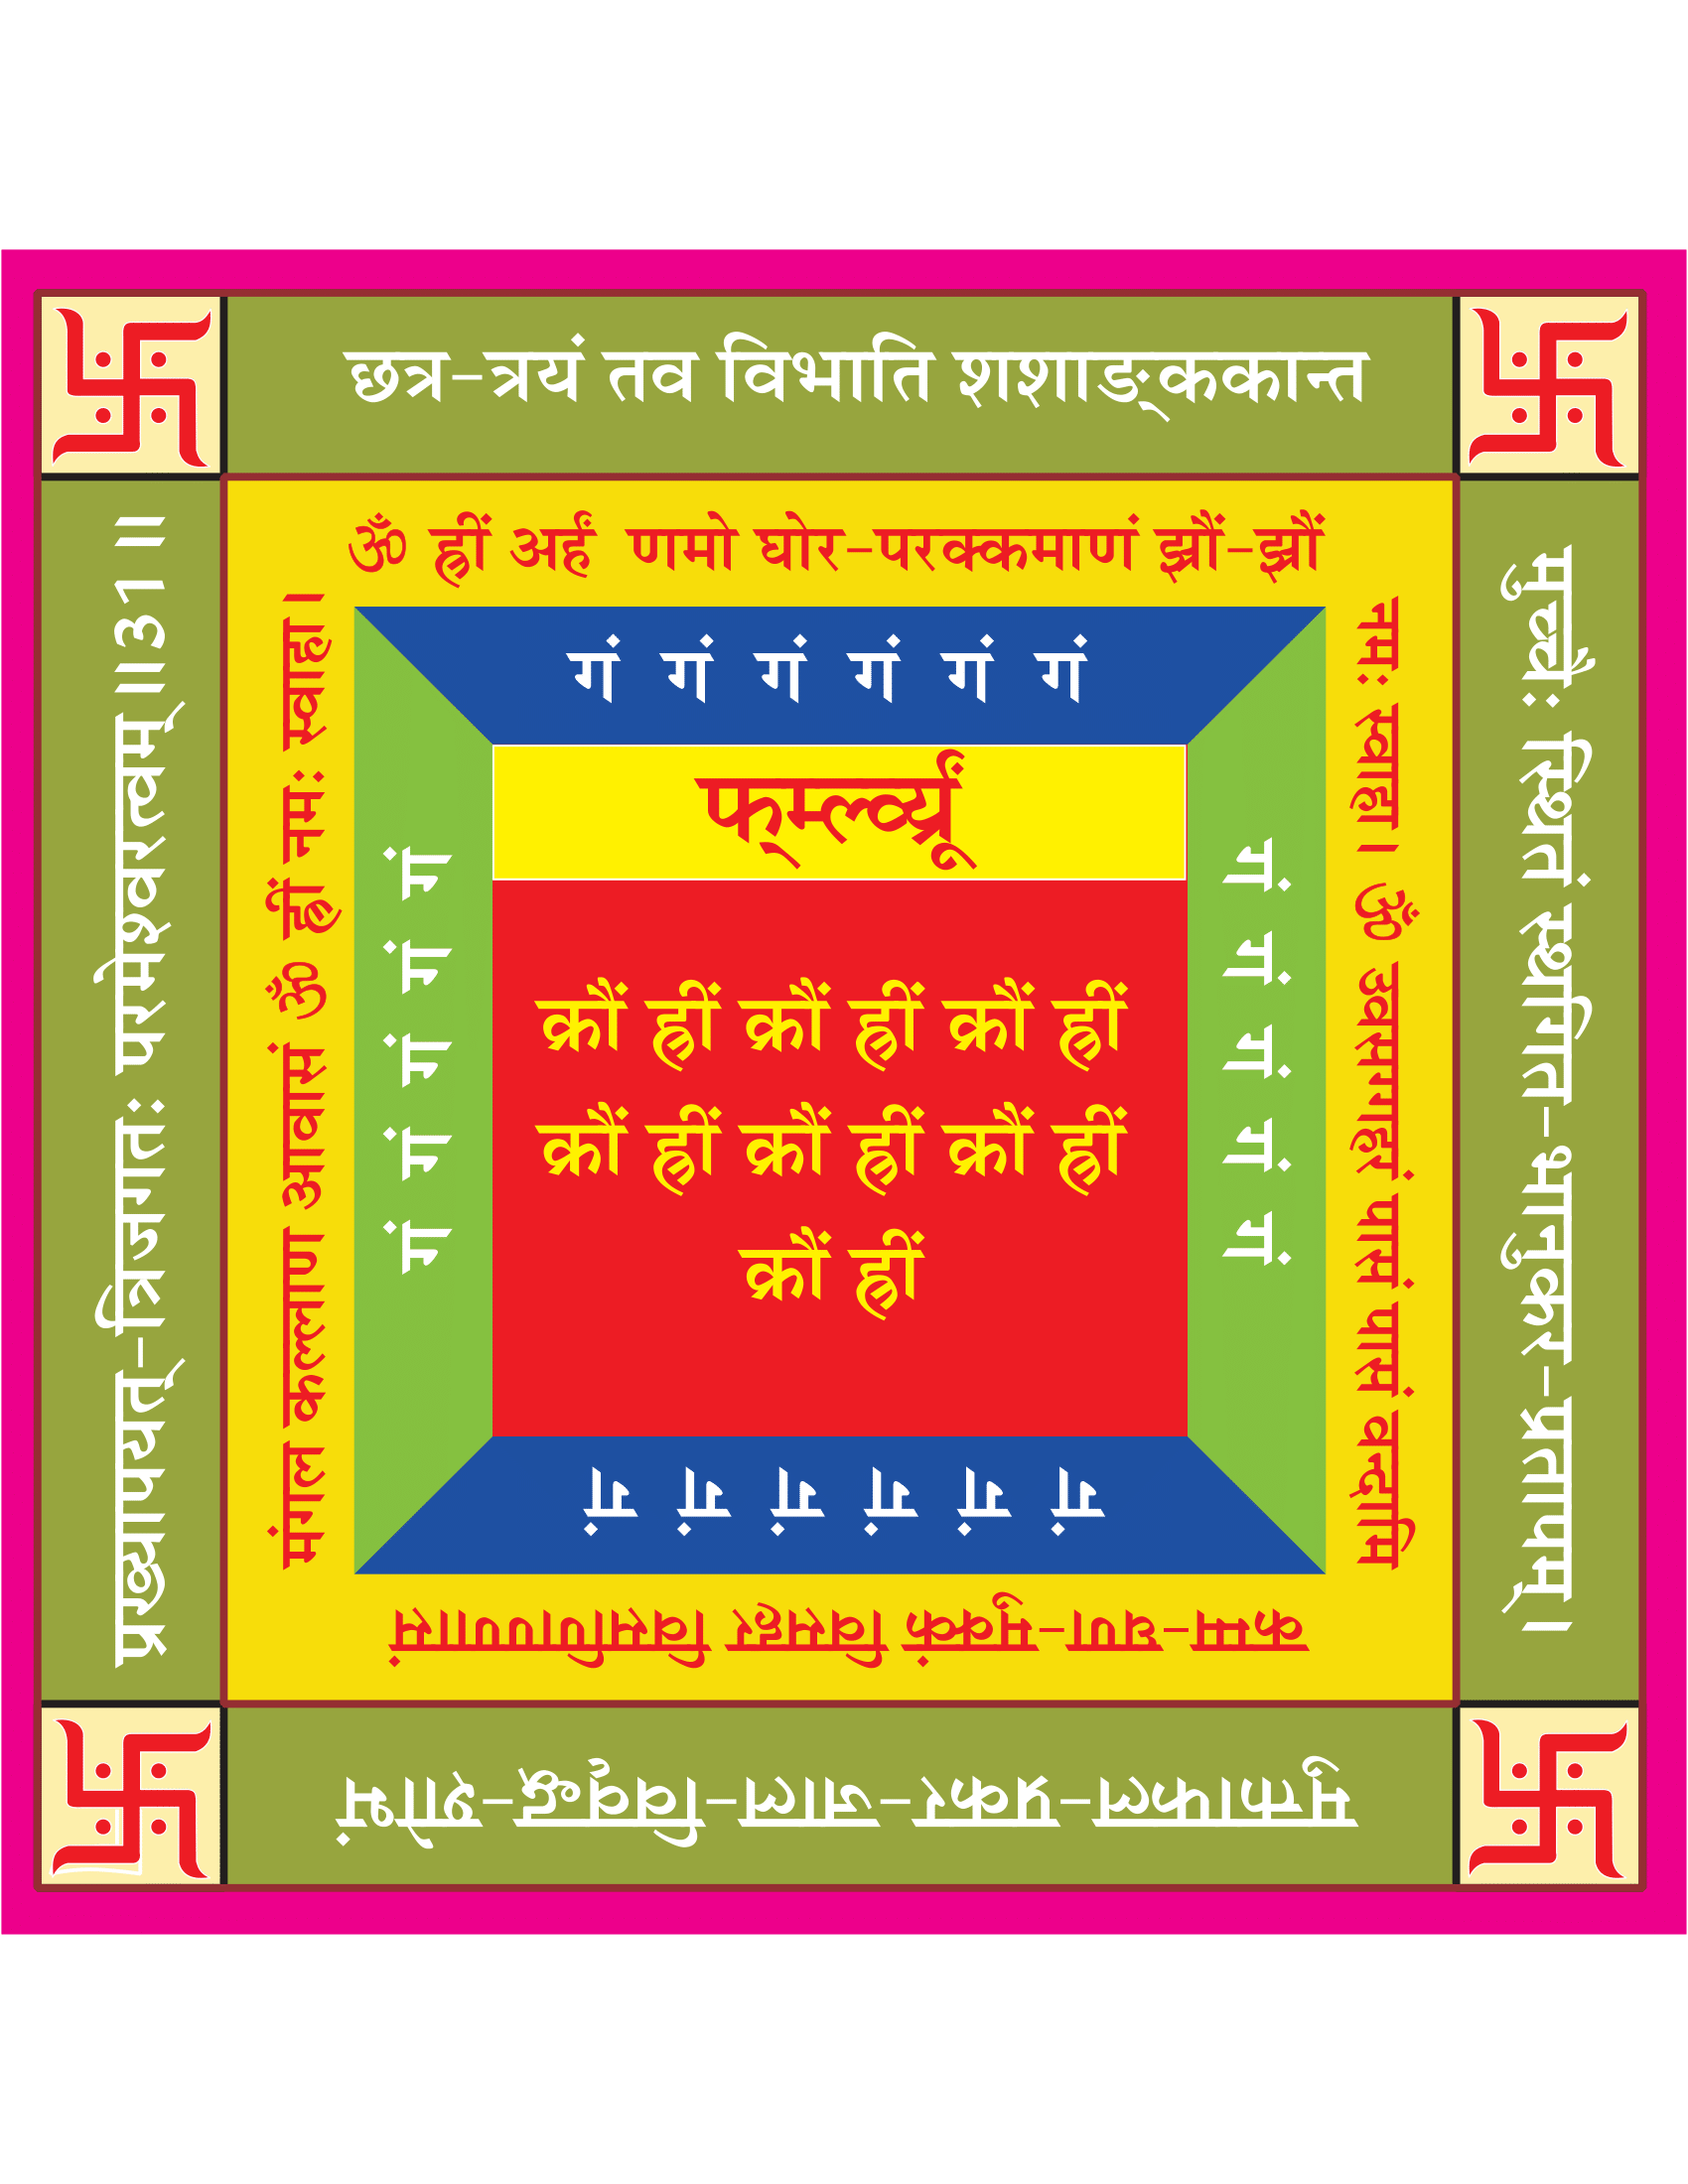 छत्र-त्रयं तव विभाति शशाङ्ककान्त
मुच्चैः स्थितं स्थगित-भानुकर-प्रतापम् ।
मुक्ताफल-प्रकर-जाल-विवृद्ध-शोभं
प्रख्यापयत्-त्रिजगतः परमेश्वरत्वम् ॥ 31 ॥
ॐ ह्रीं अर्हं णमो घोर-परक्कमाणं झ्रौं-झ्रौं
नमः स्वाहा । ॐ उवसग्गहरं पासं पासं वन्दामि
कम्म-घण-मुक्कं विसहर
मंगल कल्लाण आवासं ॐ ह्रीं नमः स्वाहा ।
गं गं गं गं गं गं
गं गं गं गं गं
गं गं गं गं गं गं
गं गं गं गं गं
फ्म्ल्व्र्यूं
क्रौं ह्रीं क्रौं ह्रीं क्रौं ह्रीं
क्रौं ह्रीं क्रौं ह्रीं क्रौं ह्रीं
क्रौं ह्रीं